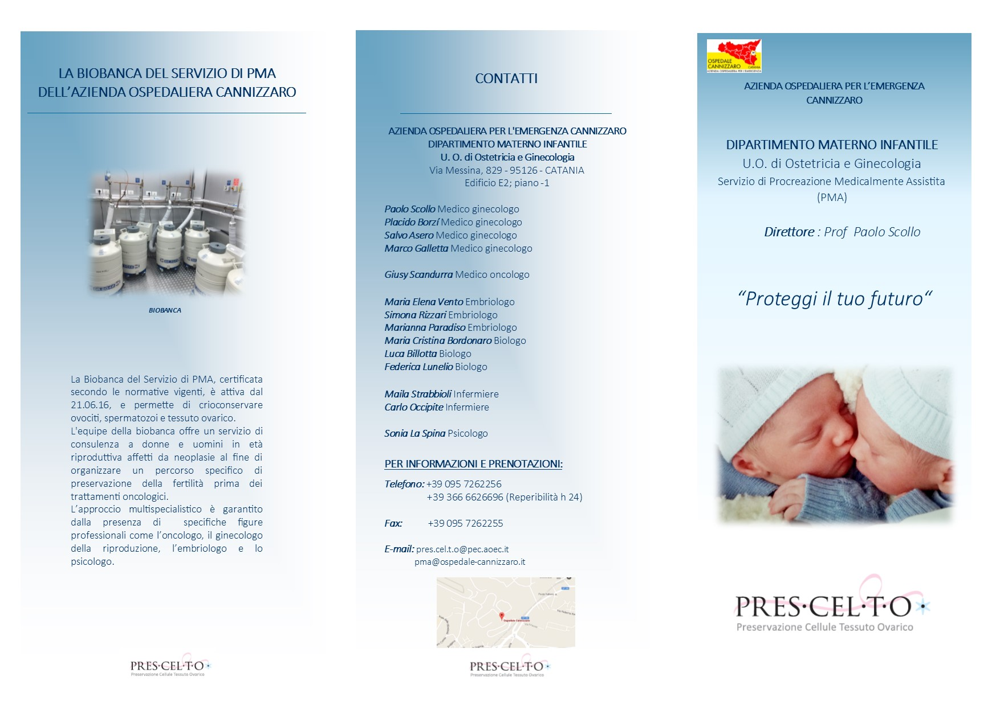 LA BIOBANCA DEL SERVIZIO DI PMA
DELL’AZIENDA OSPEDALIERA CANNIZZARO
BIOBANCA
La Biobanca del Servizio di PMA, certificata
secondo le normative vigenti, è attiva dal
21.06.16, e permette di crioconservare
ovociti, spermatozoi e tessuto ovarico.
L'equipe della biobanca offre un servizio di
consulenza a donne e uomini in età
riproduttiva affetti da neoplasie al fine di
organizzare un percorso specifico di
preservazione della fertilità prima dei
trattamenti oncologici.
L’approccio multispecialistico è garantito
dalla presenza di specifiche figure
professionali come l’oncologo, il ginecologo
della riproduzione, l’embriologo e lo
psicologo.
PRES·CEL·T·O
Preservazione Cellule Tessuto Ovarico
CONTATTI
AZIENDA OSPEDALIERA PER L'EMERGENZA CANNIZZARO
DIPARTIMENTO MATERNO INFANTILE
U. O. di Ostetricia e Ginecologia
Via Messina, 829 - 95126 - CATANIA
Edificio E2; piano -1
Paolo Scollo Medico ginecologo
Placido Borzí Medico ginecologo
Salvo Asero Medico ginecologo
Marco Galletta Medico ginecologo
Giusy Scandurra Medico oncologo
Maria Elena Vento Embriologo
Simona Rizzari Embriologo
Marianna Paradiso Embriologo
Maria Cristina Bordonaro Biologo
Luca Billotta Biologo
Federica Lunelio Biologo
Maila Strabbioli Infermiere
Carlo Occipite Infermiere
Sonia La Spina Psicologo
PER INFORMAZIONI E PRENOTAZIONI:
Telefono: +39 095 7262256
+39 366 6626696 (Reperibilità h 24)
Fax: +39 095 7262255
E-mail: pres.cel.t.o@pec.aoec.it
pma@ospedale-cannizzaro.it
Ospedale Cannizzaro
PRES·CEL·T·O
Preservazione Cellule Tessuto Ovarico
OSPEDALE
CANNIZZARO CATANIA
AZIENDA OSPEDALIERA PER L'EMERGENZA
AZIENDA OSPEDALIERA PER L’EMERGENZA
CANNIZZARO
DIPARTIMENTO MATERNO INFANTILE
U.O. di Ostetricia e Ginecologia
Servizio di Procreazione Medicalmente Assistita
(PMA)
Direttore : Prof Paolo Scollo
“Proteggi il tuo futuro“
PRES·CEL·T·O
Preservazione Cellule Tessuto Ovarico